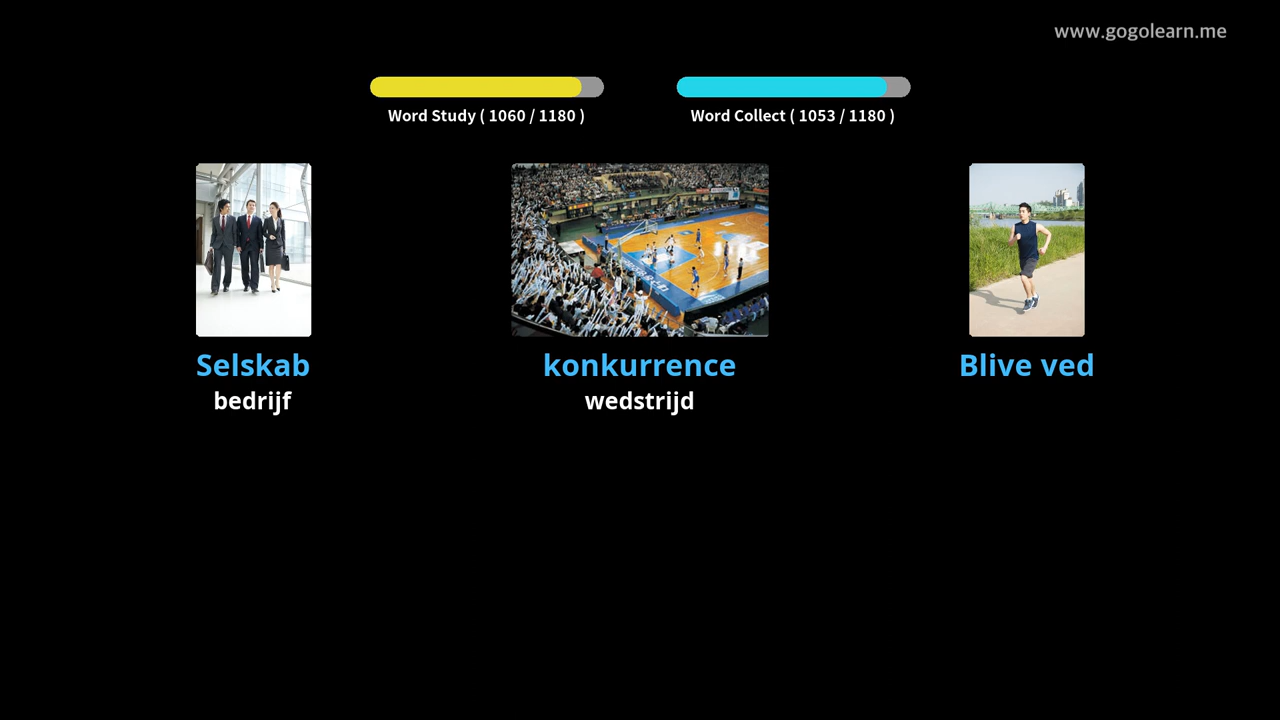 www.gogolearn.me
Word Study ( 1060 / 1180 )
Word Collect ( 1053 / 1180 )
Selskab
konkurrence
Blive ved
bedrijf
wedstrijd